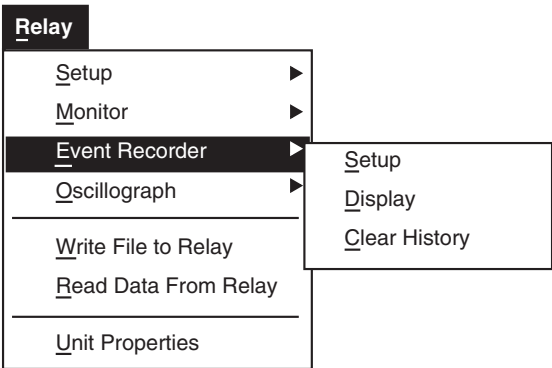 Relay
Setup
Monitor
Event Recorder
Oscillograph
Write File to Relay
Read Data From Relay
Unit Properties
Setup
Display
Clear History